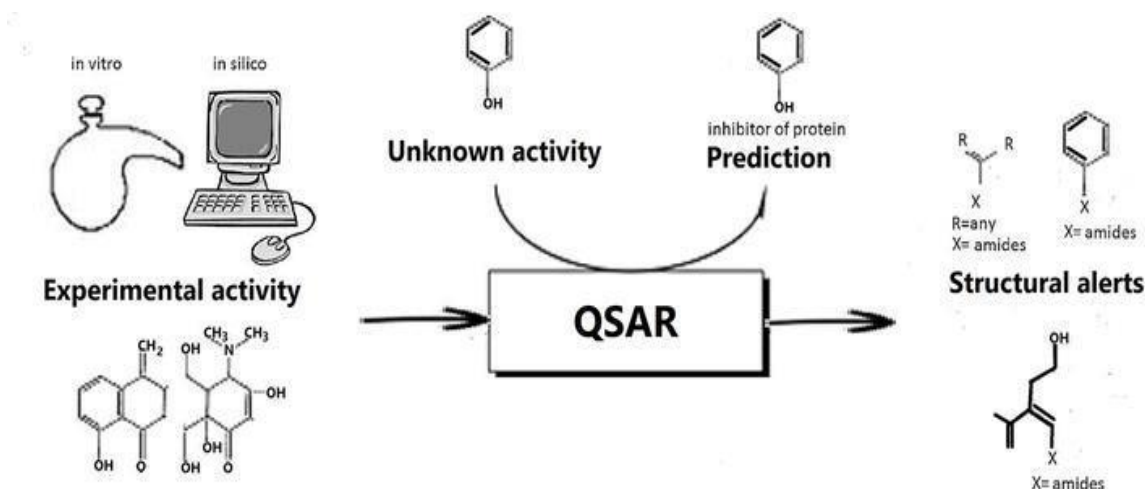 in vitro
in silico
Experimental activity
CH₂
OH
O
CH₃
CH₃
N
OH
OH
OH
OH
O
OH
Unknown activity
OH
inhibitor of protein
Prediction
QSAR
R
R
X
R=any
X= amides
X
X= amides
Structural alerts
OH
X
X= amides